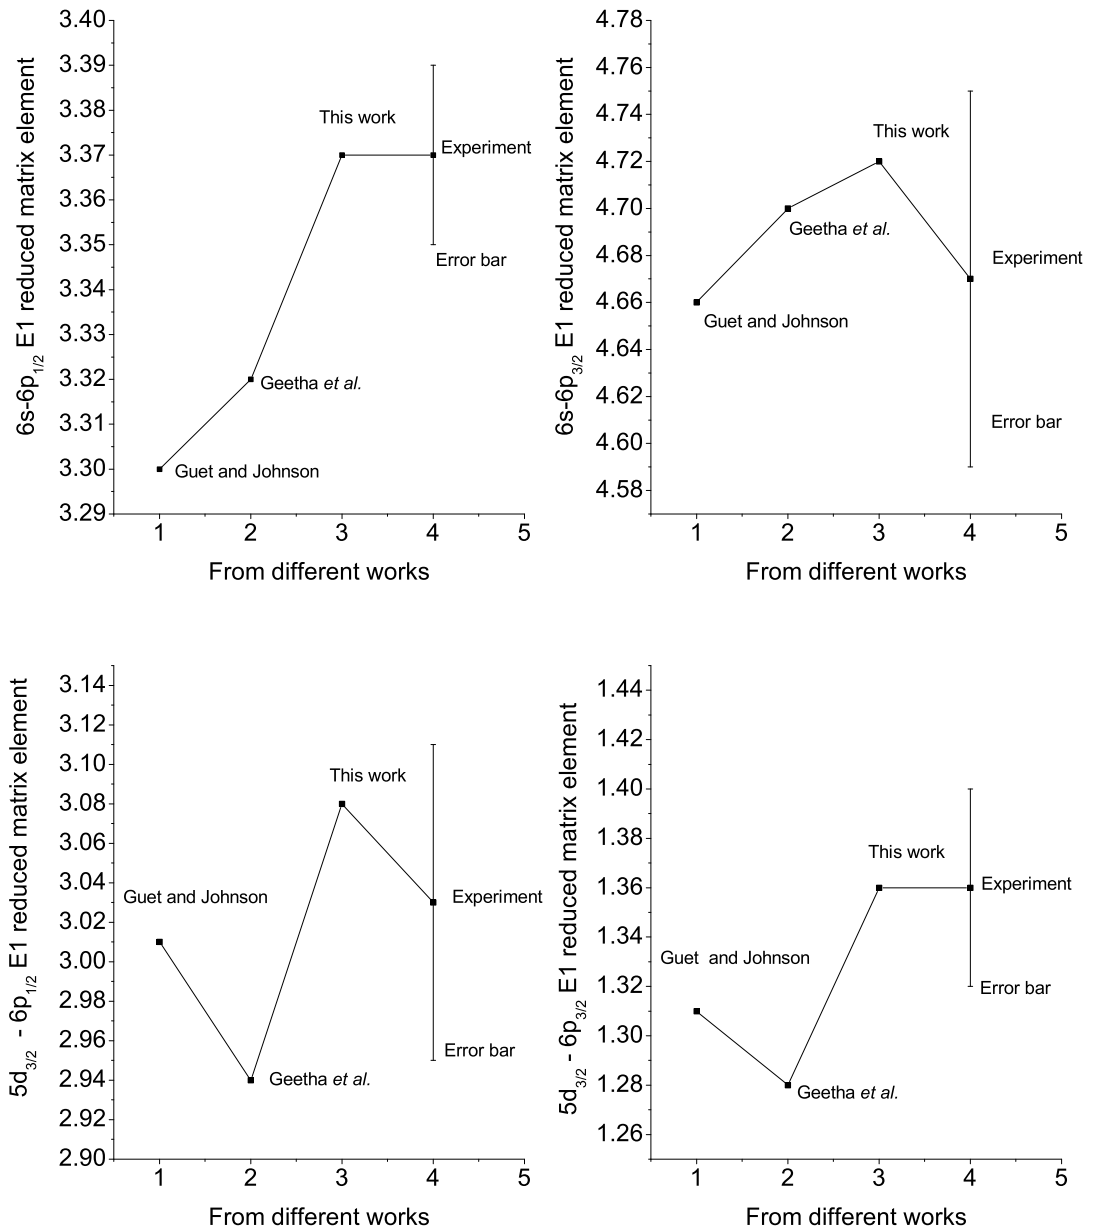 6s-6p1/2 E1 reduced matrix element
3.40
3.39
3.38
3.37
3.36
3.35
3.34
3.33
3.32
3.31
3.30
3.29
This work
Experiment
Error bar
Geetha et al.
Guet and Johnson
1 2 3 4 5
From different works
6s-6p3/2 E1 reduced matrix element
4.78
4.76
4.74
4.72
4.70
4.68
4.66
4.64
4.62
4.60
4.58
This work
Geetha et al.
Experiment
Guet and Johnson
Error bar
1 2 3 4 5
From different works
5d3/2 - 6p1/2 E1 reduced matrix element
3.14
3.12
3.10
3.08
3.06
3.04
3.02
3.00
2.98
2.96
2.94
2.92
2.90
This work
Guet and Johnson
Experiment
Error bar
Geetha et al.
1 2 3 4 5
From different works
5d3/2 - 6p3/2 E1 reduced matrix element
1.44
1.42
1.40
1.38
1.36
1.34
1.32
1.30
1.28
1.26
This work
Experiment
Guet and Johnson
Error bar
Geetha et al.
1 2 3 4 5
From different works